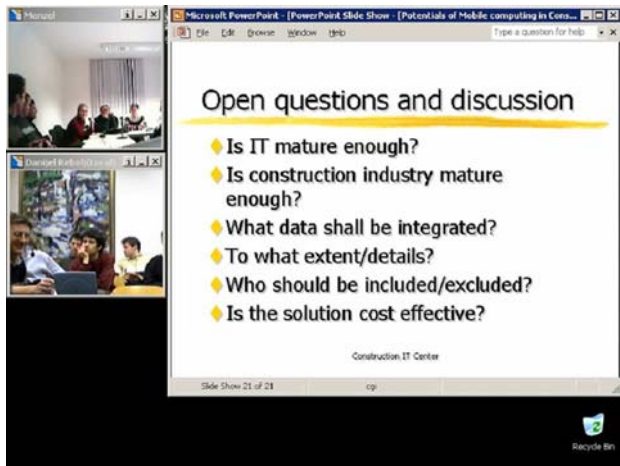 Menzel
Microsoft PowerPoint - [PowerPoint Slide Show - [Potentials of Mobile computing in Cons...
File Edit Browse Window Help
Type a question for help
Open questions and discussion
Is IT mature enough?
Is construction industry mature
enough?
What data shall be integrated?
To what extent/details?
Who should be included/excluded?
Is the solution cost effective?
Construction IT Center
Slide Show 21 of 21
cgi
Recycle Bin